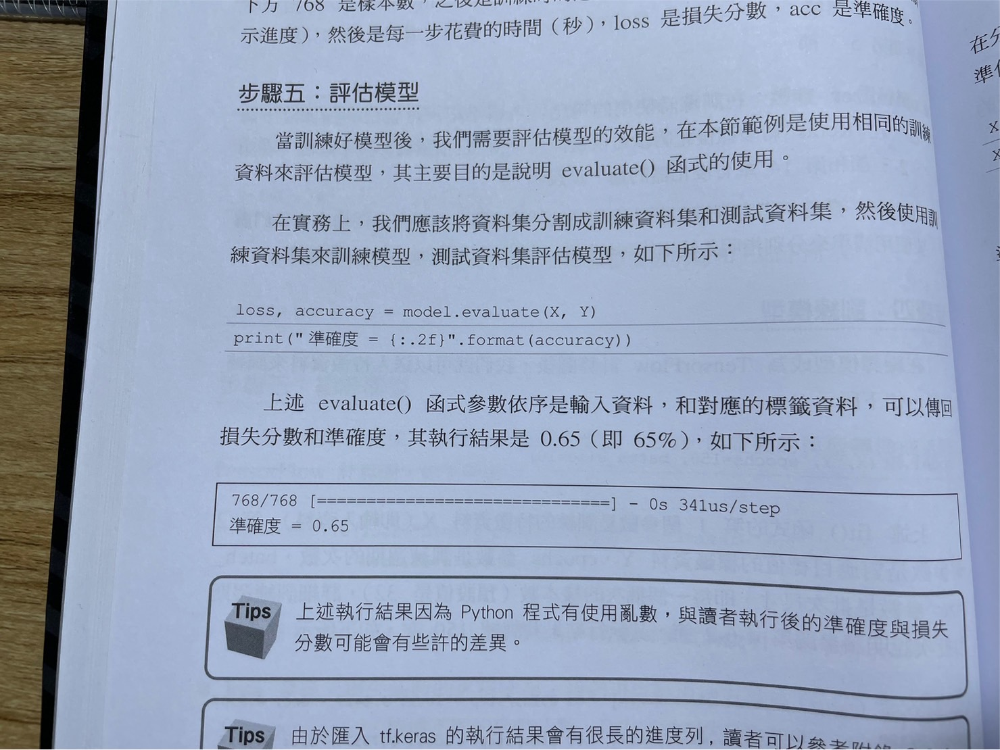 下方 768 是樣本數，之後是訓練時
示進度），然後是每一步花費的時間（秒），loss 是損失分數，acc 是準確度。
步驟五：評估模型
當訓練好模型後，我們需要評估模型的效能，在本節範例是使用相同的訓練
資料來評估模型，其主要目的是說明 evaluate() 函式的使用。
在實務上，我們應該將資料集分割成訓練資料集和測試資料集，然後使用訓
練資料集來訓練模型，測試資料集評估模型，如下所示：
loss, accuracy = model.evaluate(X, Y)
print("準確度 = {:.2f}".format(accuracy))
上述 evaluate() 函式參數依序是輸入資料，和對應的標籤資料，可以傳回
損失分數和準確度，其執行結果是 0.65（即 65%），如下所示：
768/768 [==============================] - 0s 341us/step
準確度 = 0.65
Tips 上述執行結果因為 Python 程式有使用亂數，與讀者執行後的準確度與損失
分數可能會有些許的差異。
Tips 由於匯入 tf.keras 的執行結果會有很長的進度列，讀者可以參考附錄
在分
準
x
x